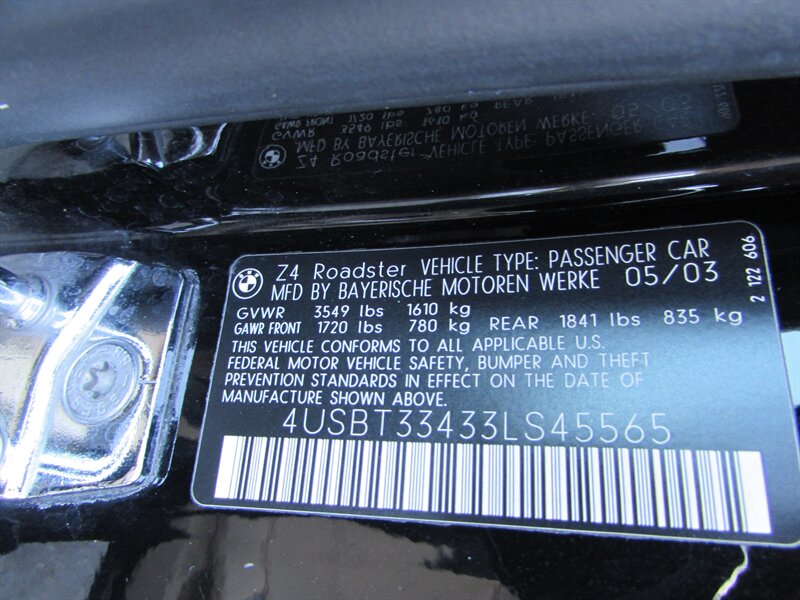 Z4 Roadster VEHICLE TYPE: PASSENGER CAR
MFD BY BAYERISCHE MOTOREN WERKE 05/03
GVWR 3549 lbs 1610 kg
GAWR FRONT 1720 lbs 780 kg REAR 1841 lbs 835 kg
THIS VEHICLE CONFORMS TO ALL APPLICABLE U.S.
FEDERAL MOTOR VEHICLE SAFETY, BUMPER AND THEFT
PREVENTION STANDARDS IN EFFECT ON THE DATE OF
MANUFACTURE SHOWN ABOVE.
4USBT33433LS45565
2 122 606